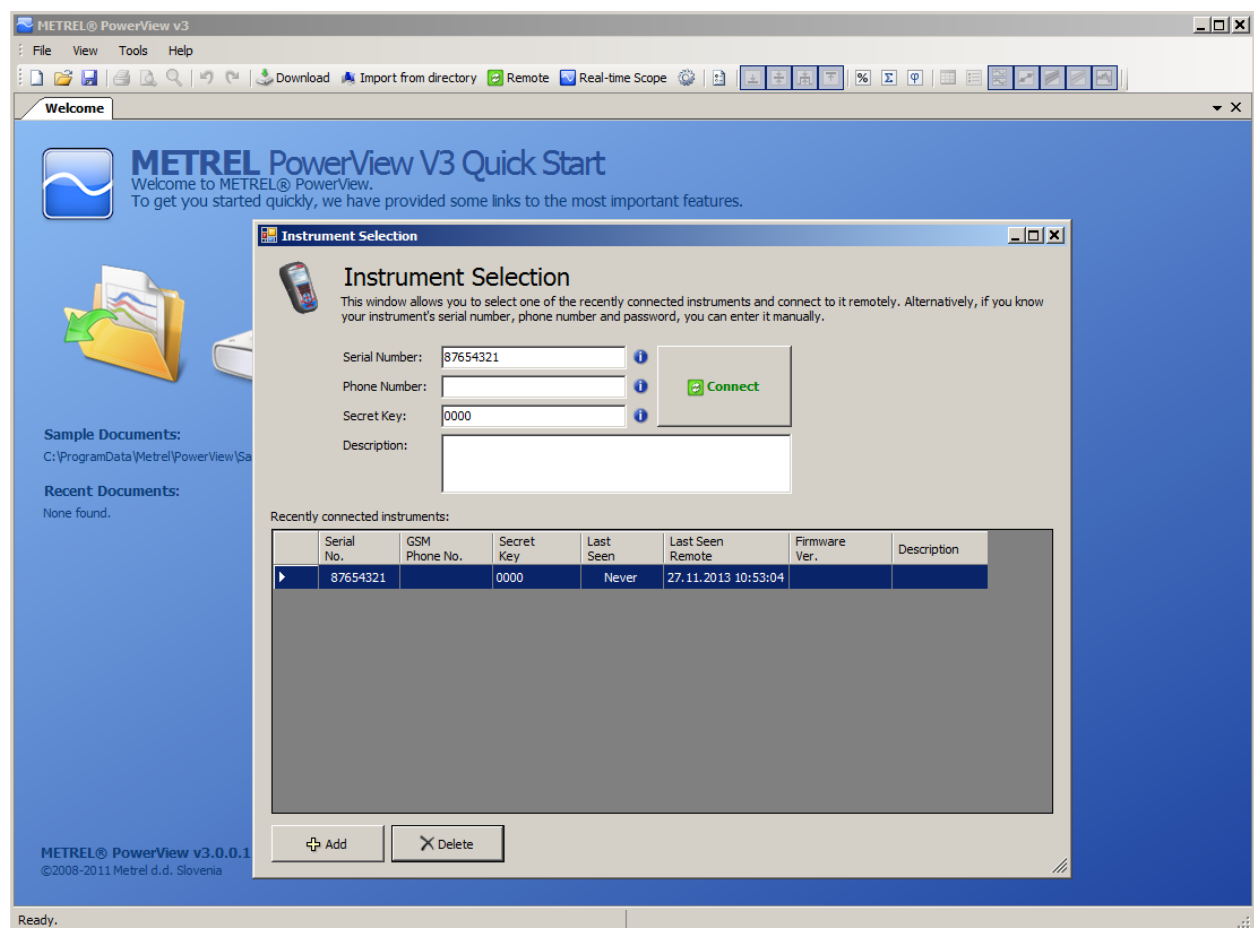 METREL® PowerView v3
File View Tools Help
Download Import from directory Remote Real-time Scope % Σ φ
Welcome
METREL PowerView V3 Quick Start
Welcome to METREL® PowerView.
To get you started quickly, we have provided some links to the most important features.
Instrument Selection
Instrument Selection
This window allows you to select one of the recently connected instruments and connect to it remotely. Alternatively, if you know
your instrument's serial number, phone number and password, you can enter it manually.
Serial Number: 87654321
Phone Number:
Connect
Secret Key: 0000
Description:
Sample Documents:
C:\ProgramData\Metrel\PowerView\Sa
Recent Documents:
None found.
Recently connected instruments:
Serial No. GSM Phone No. Secret Key Last Seen Last Seen Remote Firmware Ver. Description
87654321 0000 Never 27.11.2013 10:53:04
Add Delete
METREL® PowerView v3.0.0.1
©2008-2011 Metrel d.d. Slovenia
Ready.